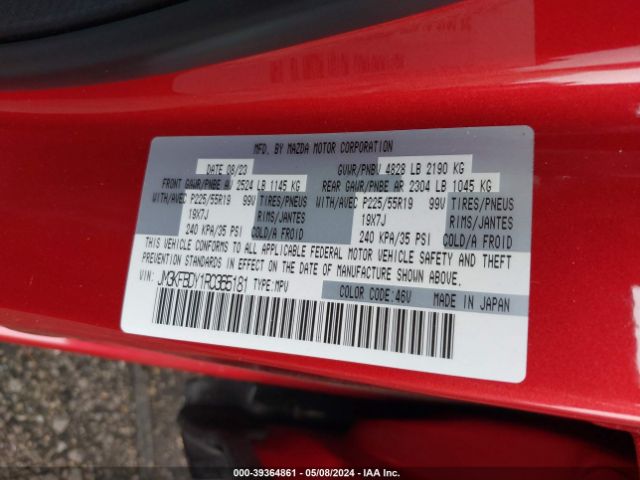 MFD. BY MAZDA MOTOR CORPORATION
DATE 08/23 GVWR/PNBV 4828 LB 2190 KG
FRONT GAWR/PNBE AV 2524 LB 1145 KG REAR GAWR/PNBE AR 2304 LB 1045 KG
WITH/AVEC P225/55R19 99V TIRES/PNEUS WITH/AVEC P225/55R19 99V TIRES/PNEUS
19X7J RIMS/JANTES 19X7J RIMS/JANTES
240 KPA/35 PSI COLD/A FROID 240 KPA/35 PSI COLD/A FROID
THIS VEHICLE CONFORMS TO ALL APPLICABLE FEDERAL MOTOR VEHICLE SAFETY AND THEFT
PREVENTION STANDARDS IN EFFECT ON THE DATE OF MANUFACTURE SHOWN ABOVE.
VIN: JM3KFBDY1R0365181 TYPE:MPV COLOR CODE:46V MADE IN JAPAN
000-39364861 - 05/08/2024 - IAA Inc.